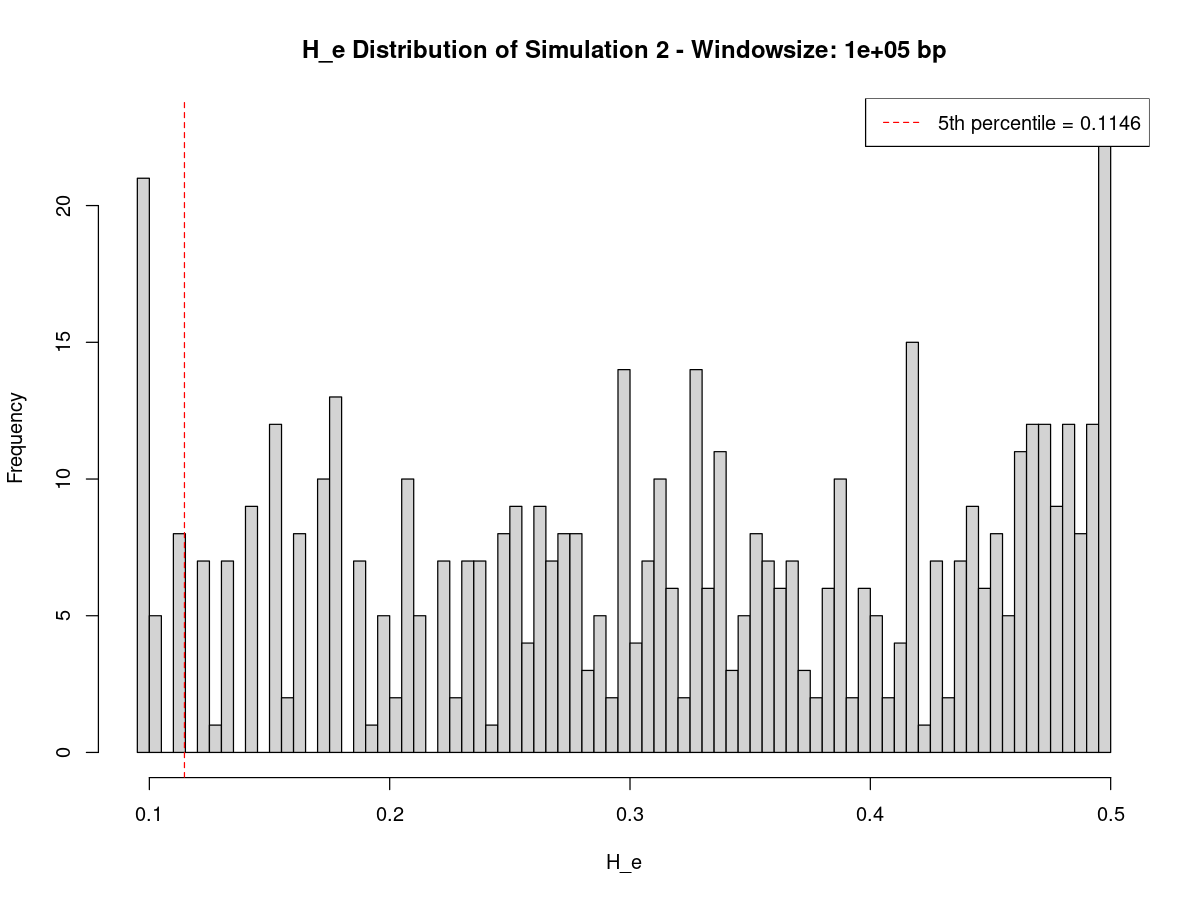 H_e Distribution of Simulation 2 - Windowsize: 1e+05 bp
5th percentile = 0.1146
Frequency
20
15
10
5
0
0.1 0.2 0.3 0.4 0.5
H_e